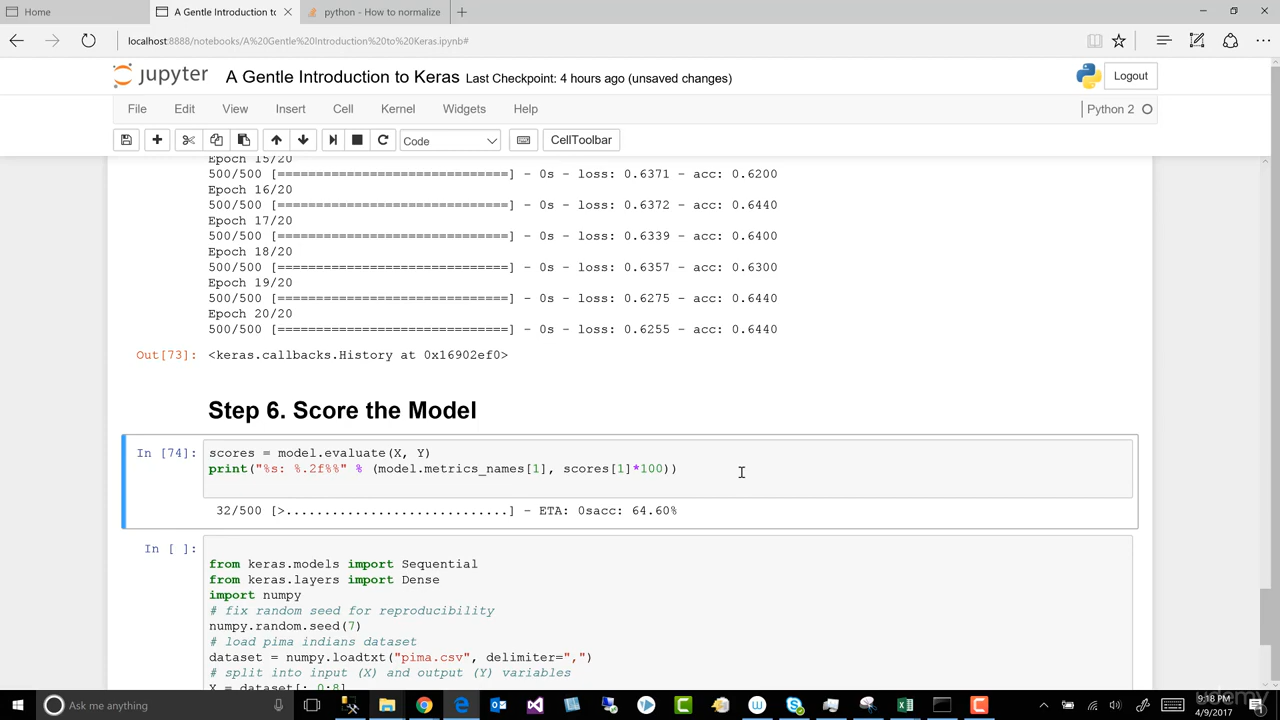 Home
A Gentle Introduction to
python - How to normalize
localhost:8888/notebooks/A%20Gentle%20Introduction%20to%20Keras.ipynb#
jupyter A Gentle Introduction to Keras Last Checkpoint: 4 hours ago (unsaved changes)
Logout
File Edit View Insert Cell Kernel Widgets Help
Python 2
Code
CellToolbar
Epoch 15/20
500/500 [==============================] - 0s - loss: 0.6371 - acc: 0.6200
Epoch 16/20
500/500 [==============================] - 0s - loss: 0.6372 - acc: 0.6440
Epoch 17/20
500/500 [==============================] - 0s - loss: 0.6339 - acc: 0.6400
Epoch 18/20
500/500 [==============================] - 0s - loss: 0.6357 - acc: 0.6300
Epoch 19/20
500/500 [==============================] - 0s - loss: 0.6275 - acc: 0.6440
Epoch 20/20
500/500 [==============================] - 0s - loss: 0.6255 - acc: 0.6440
Out[73]: <keras.callbacks.History at 0x16902ef0>
Step 6. Score the Model
In [74]: scores = model.evaluate(X, Y)
print("%s: %.2f%%" % (model.metrics_names[1], scores[1]*100))
32/500 [>.............................] - ETA: 0sacc: 64.60%
In [ ]:
from keras.models import Sequential
from keras.layers import Dense
import numpy
# fix random seed for reproducibility
numpy.random.seed(7)
# load pima indians dataset
dataset = numpy.loadtxt("pima.csv", delimiter=",")
# split into input (X) and output (Y) variables
X = dataset[:,0:8]
Ask me anything
udemy
9:18 PM
4/9/2017